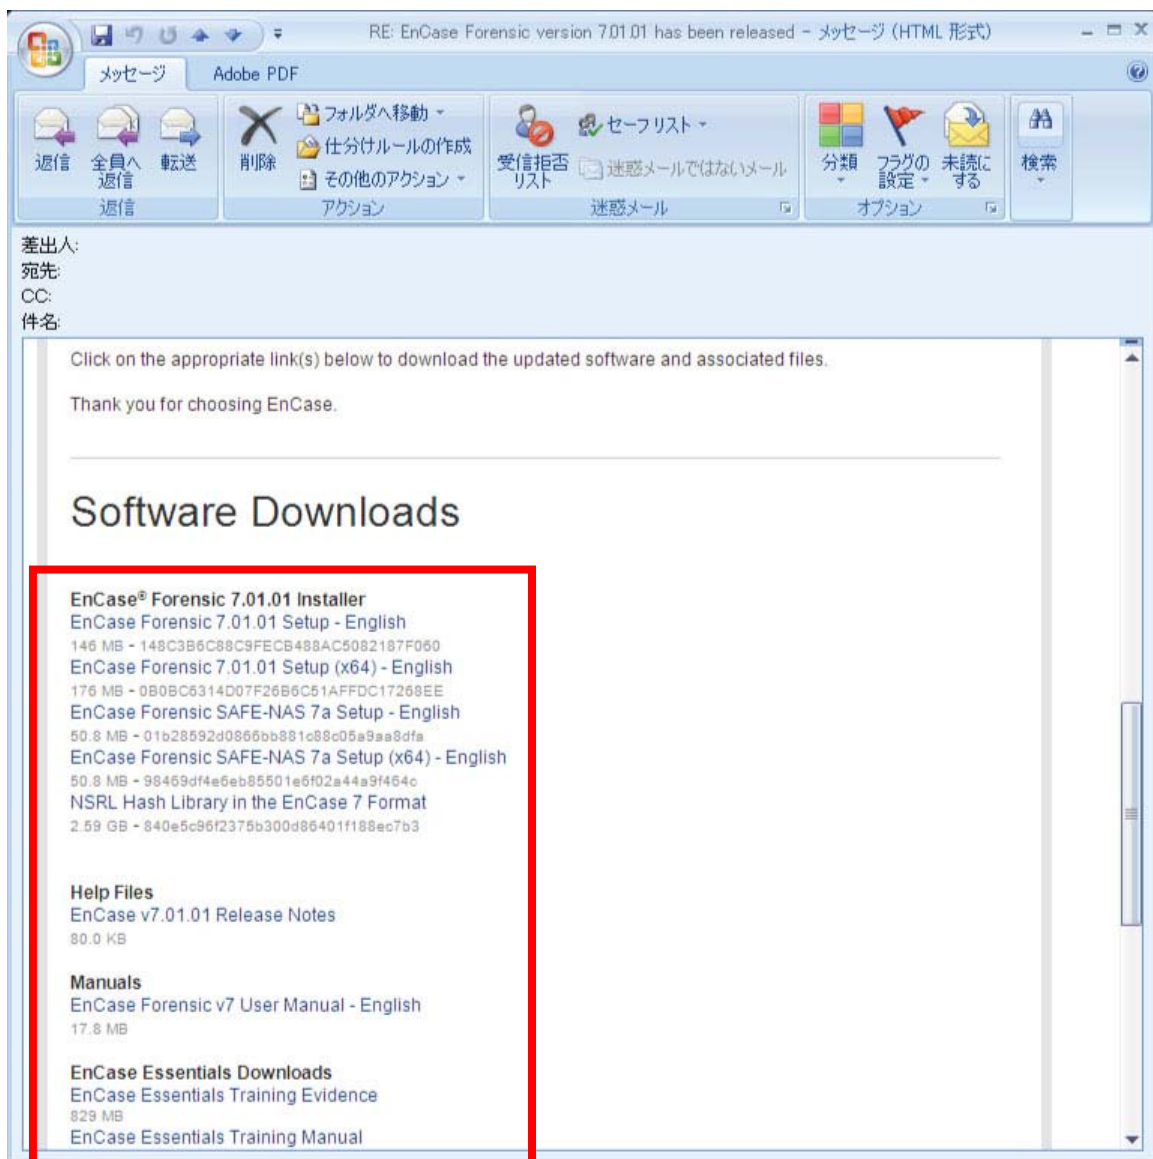 RE: EnCase Forensic version 7.01.01 has been released - メッセージ (HTML 形式)
メッセージ
Adobe PDF
返信
全員へ返信
転送
返信
削除
フォルダへ移動
仕分けルールの作成
その他のアクション
アクション
受信拒否リスト
セーフ リスト
迷惑メールではないメール
迷惑メール
分類
フラグの設定
未読にする
オプション
検索
差出人:
宛先:
CC:
件名:
Click on the appropriate link(s) below to download the updated software and associated files.
Thank you for choosing EnCase.
Software Downloads
EnCase® Forensic 7.01.01 Installer
EnCase Forensic 7.01.01 Setup - English
146 MB - 148C3B6C88C9FECB488AC5082187F060
EnCase Forensic 7.01.01 Setup (x64) - English
176 MB - 0B0BC6314D07F26B6C51AFFDC17268EE
EnCase Forensic SAFE-NAS 7a Setup - English
50.8 MB - 01b28592d0866bb881c88c05a9aa8dfa
EnCase Forensic SAFE-NAS 7a Setup (x64) - English
50.8 MB - 98469df4e6eb85501e6f02a44a9f464c
NSRL Hash Library in the EnCase 7 Format
2.59 GB - 840e5c96f2375b300d86401f188ec7b3
Help Files
EnCase v7.01.01 Release Notes
80.0 KB
Manuals
EnCase Forensic v7 User Manual - English
17.8 MB
EnCase Essentials Downloads
EnCase Essentials Training Evidence
829 MB
EnCase Essentials Training Manual